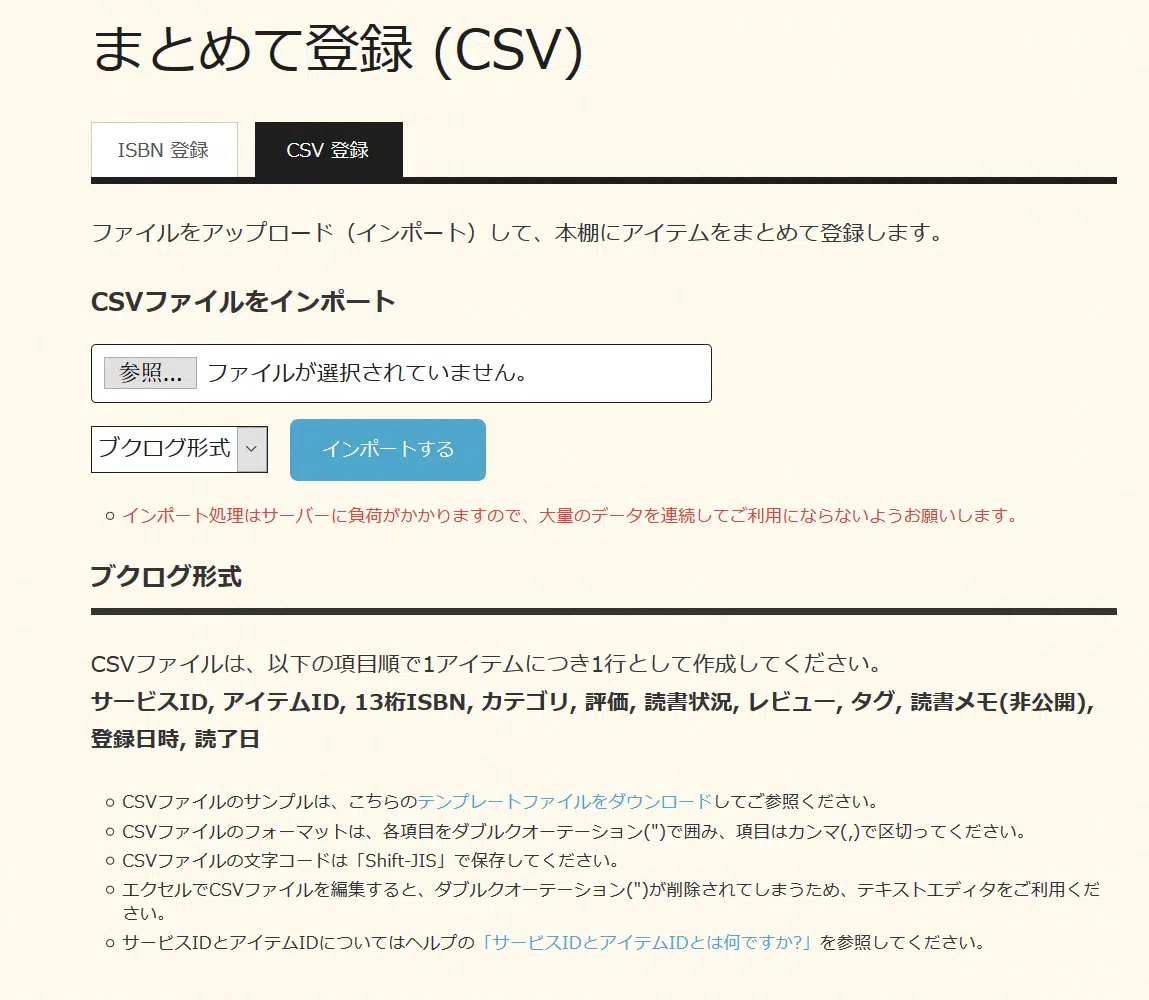 まとめて登録 (CSV)
ISBN 登録
CSV 登録
ファイルをアップロード（インポート）して、本棚にアイテムをまとめて登録します。
CSVファイルをインポート
参照... ファイルが選択されていません。
ブクログ形式
インポートする
インポート処理はサーバーに負荷がかかりますので、大量のデータを連続してご利用にならないようお願いします。
ブクログ形式
CSVファイルは、以下の項目順で1アイテムにつき1行として作成してください。
サービスID, アイテムID, 13桁ISBN, カテゴリ, 評価, 読書状況, レビュー, タグ, 読書メモ(非公開),
登録日時, 読了日
CSVファイルのサンプルは、こちらのテンプレートファイルをダウンロードしてご参照ください。
CSVファイルのフォーマットは、各項目をダブルクオーテーション(")で囲み、項目はカンマ(,)で区切ってください。
CSVファイルの文字コードは「Shift-JIS」で保存してください。
エクセルでCSVファイルを編集すると、ダブルクオーテーション(")が削除されてしまうため、テキストエディタをご利用くだ
さい。
サービスIDとアイテムIDについてはヘルプの「サービスIDとアイテムIDとは何ですか?」を参照してください。